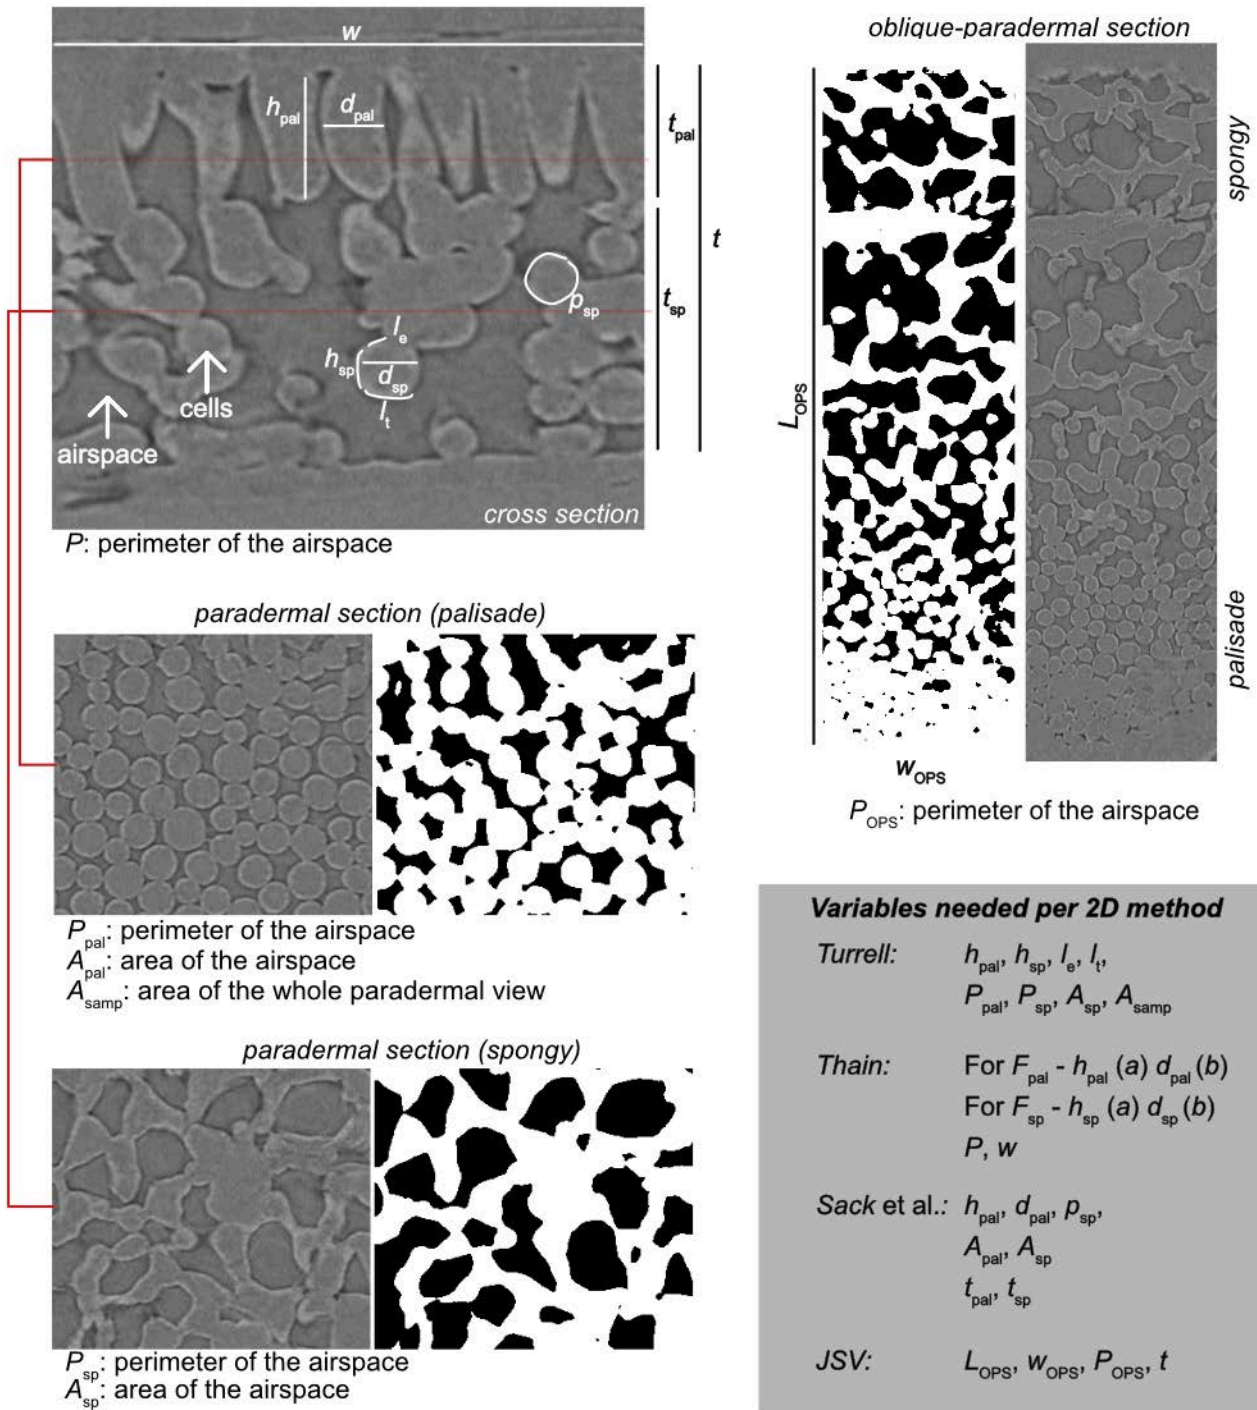 w
h_pal
d_pal
t_pal
t
t_sp
p_sp
l_e
h_sp
d_sp
l_t
cells
airspace
cross section
P: perimeter of the airspace
paradermal section (palisade)
P_pal: perimeter of the airspace
A_pal: area of the airspace
A_samp: area of the whole paradermal view
paradermal section (spongy)
P_sp: perimeter of the airspace
A_sp: area of the airspace
oblique-paradermal section
spongy
L_OPS
palisade
w_OPS
P_OPS: perimeter of the airspace
Variables needed per 2D method
Turrell: h_pal, h_sp, l_e, l_t,
P_pal, P_sp, A_sp, A_samp
Thain: For F_pal - h_pal (a) d_pal (b)
For F_sp - h_sp (a) d_sp (b)
P, w
Sack et al.: h_pal, d_pal, p_sp,
A_pal, A_sp
t_pal, t_sp
JSV: L_OPS, w_OPS, P_OPS, t